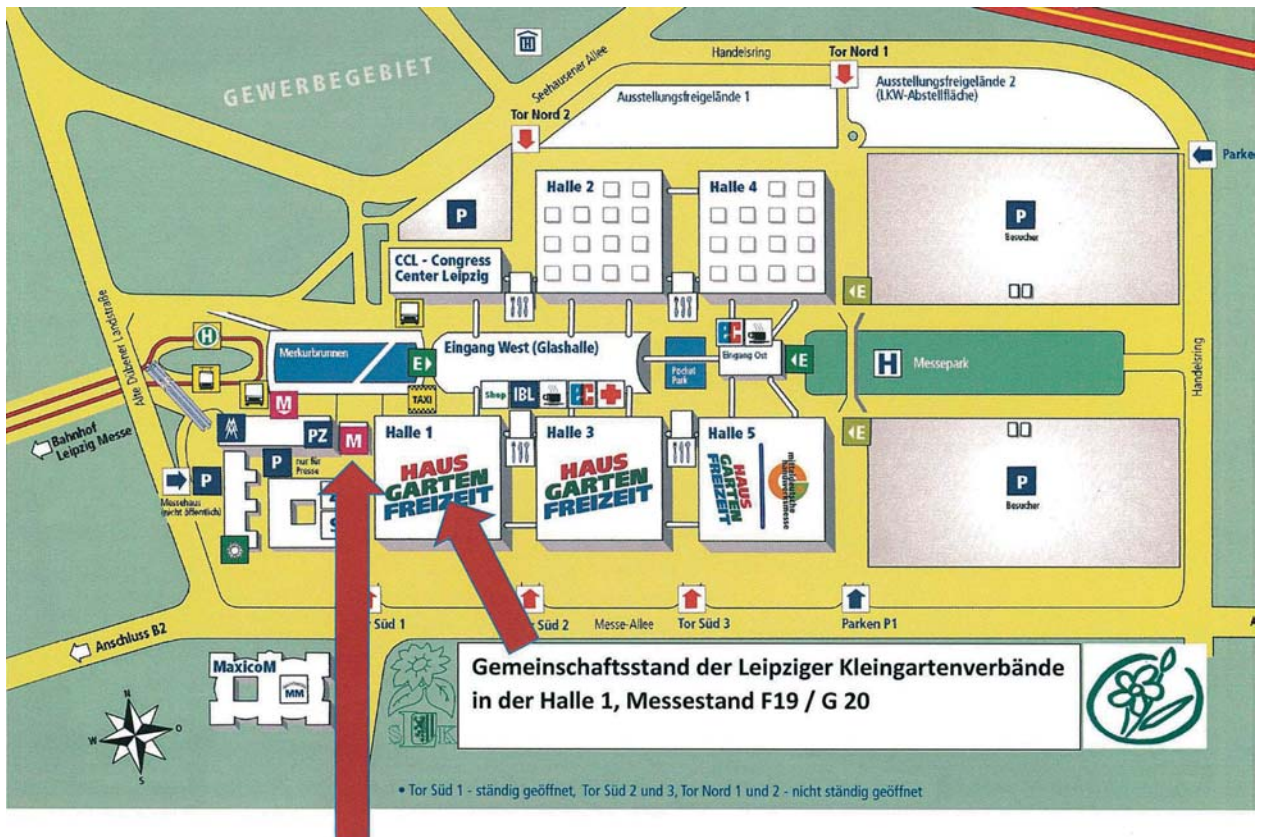 GEWERBEGEBIET
H
Seehausener Allee
Handelsring
Tor Nord 1
Ausstellungsfreigelände 1
Ausstellungsfreigelände 2
(LKW-Abstellfläche)
Tor Nord 2
Parke
P
Halle 2
Halle 4
P
Besucher
CCL - Congress
Center Leipzig
E
Alte Dübener Landstraße
H
Merkurbrunnen
E
Eingang West (Glashalle)
EC
Eingang Ost
E
Pocket
Park
H
Messepark
Handelsring
TAXI
Shop
IBL
EC
M
Bahnhof
Leipzig Messe
PZ
M
Halle 1
HAUS
GARTEN
FREIZEIT
Halle 3
HAUS
GARTEN
FREIZEIT
Halle 5
HAUS
GARTEN
FREIZEIT
mitteldeutsche
handwerksmesse
E
P
nur für
Presse
P
Messehaus
(nicht öffentlich)
S
P
Besucher
Süd 1
Süd 2
Messe-Allee
Tor Süd 3
Parken P1
A
Anschluss B2
MaxicoM
MM
N
W
O
S
S
K
Gemeinschaftsstand der Leipziger Kleingartenverbände
in der Halle 1, Messestand F19 / G 20
• Tor Süd 1 - ständig geöffnet, Tor Süd 2 und 3, Tor Nord 1 und 2 - nicht ständig geöffnet